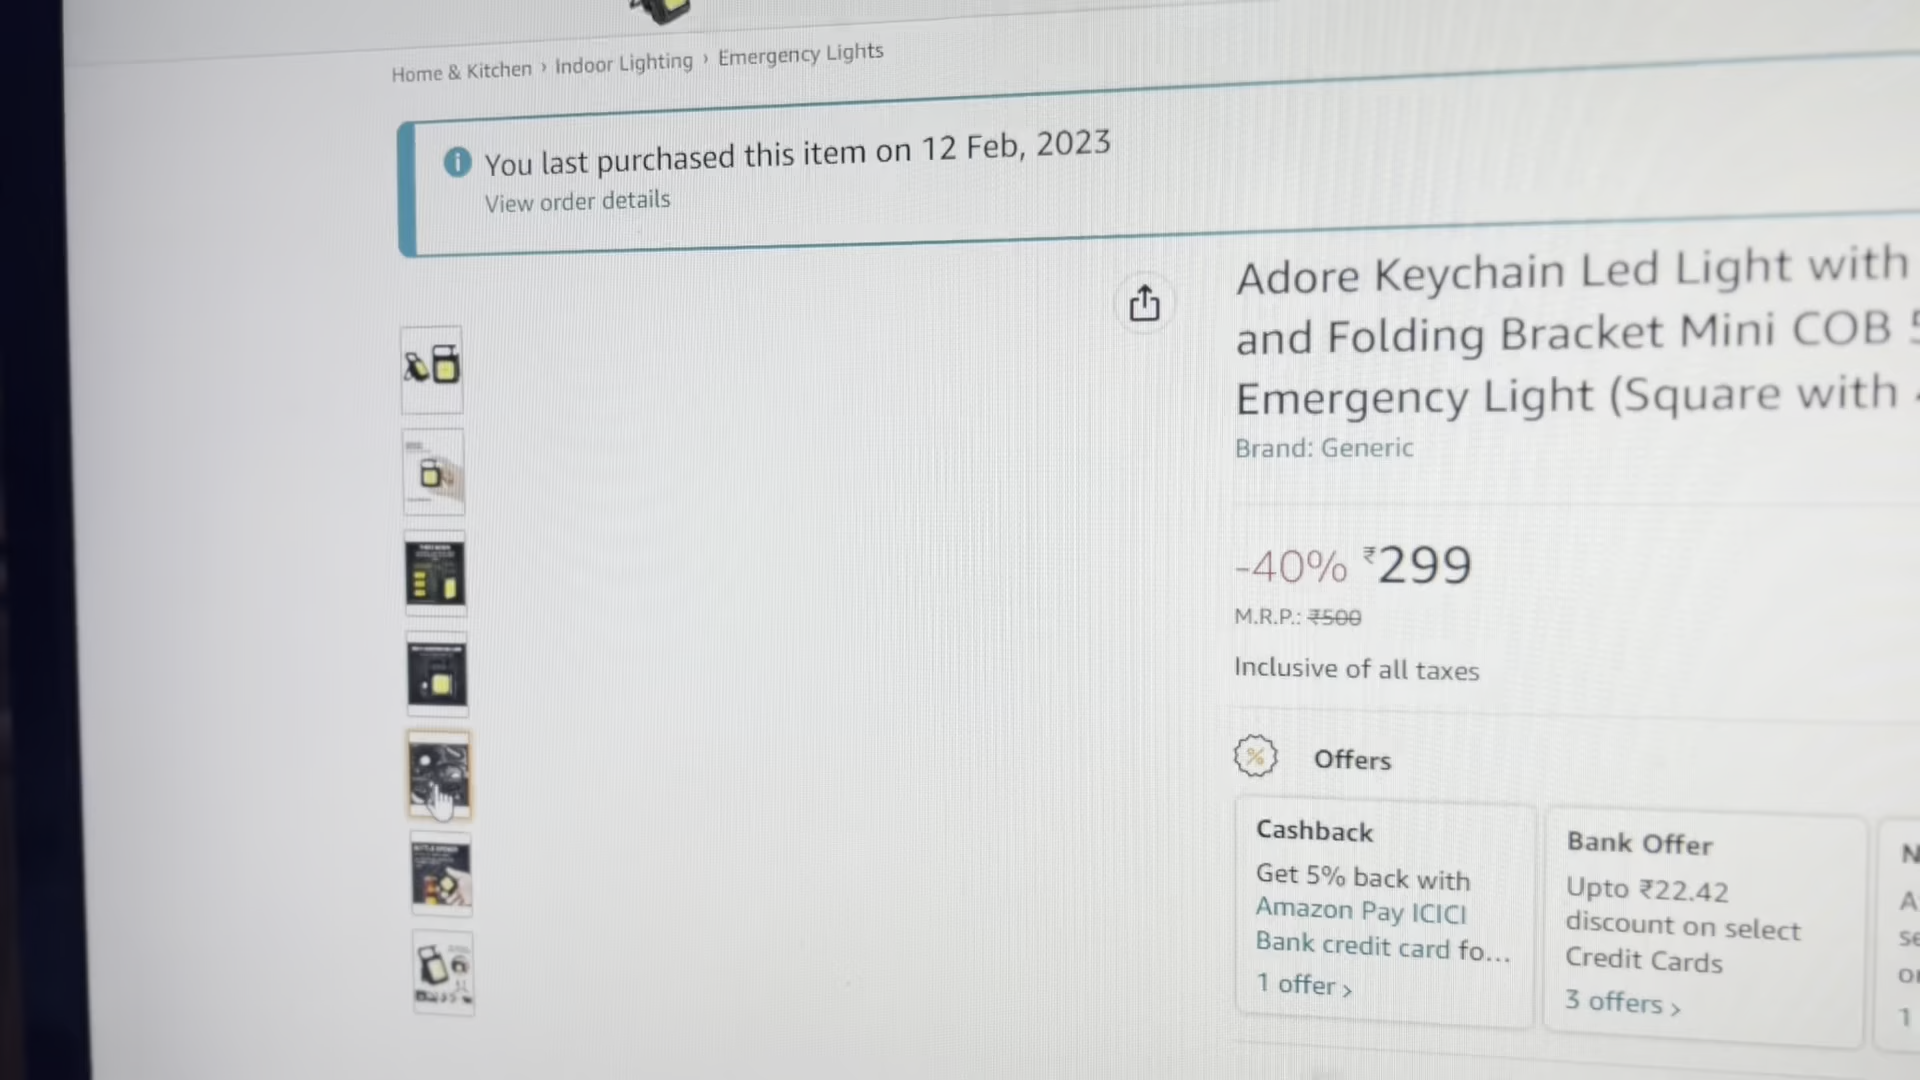 Home & Kitchen › Indoor Lighting › Emergency Lights
You last purchased this item on 12 Feb, 2023
View order details
Adore Keychain Led Light with
and Folding Bracket Mini COB
Emergency Light (Square with
Brand: Generic
-40% ₹299
M.R.P.: ₹500
Inclusive of all taxes
Offers
Cashback
Get 5% back with
Amazon Pay ICICI
Bank credit card fo...
1 offer ›
Bank Offer
Upto ₹22.42
discount on select
Credit Cards
3 offers ›